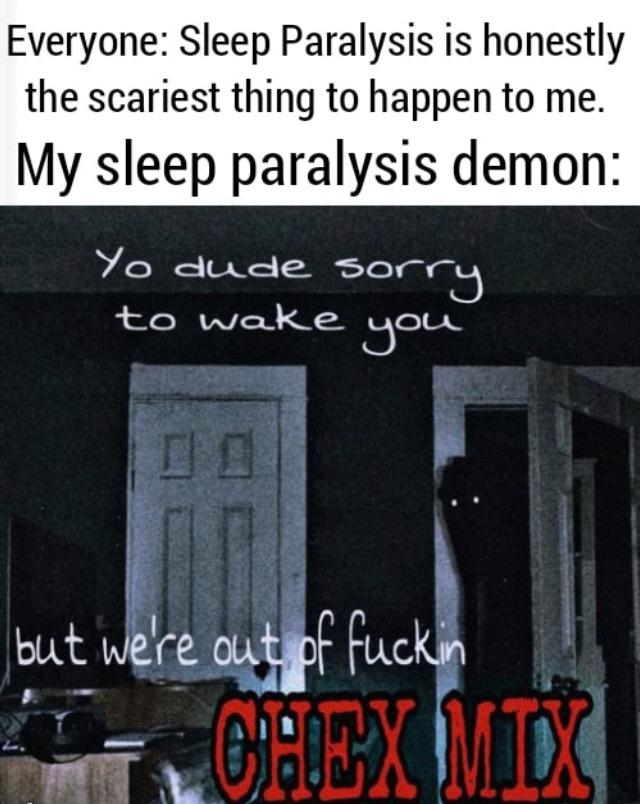 Everyone: Sleep Paralysis is honestly
the scariest thing to happen to me.
My sleep paralysis demon:
Yo dude sorry
to wake you
but we're out of fuckin
CHEX MIX